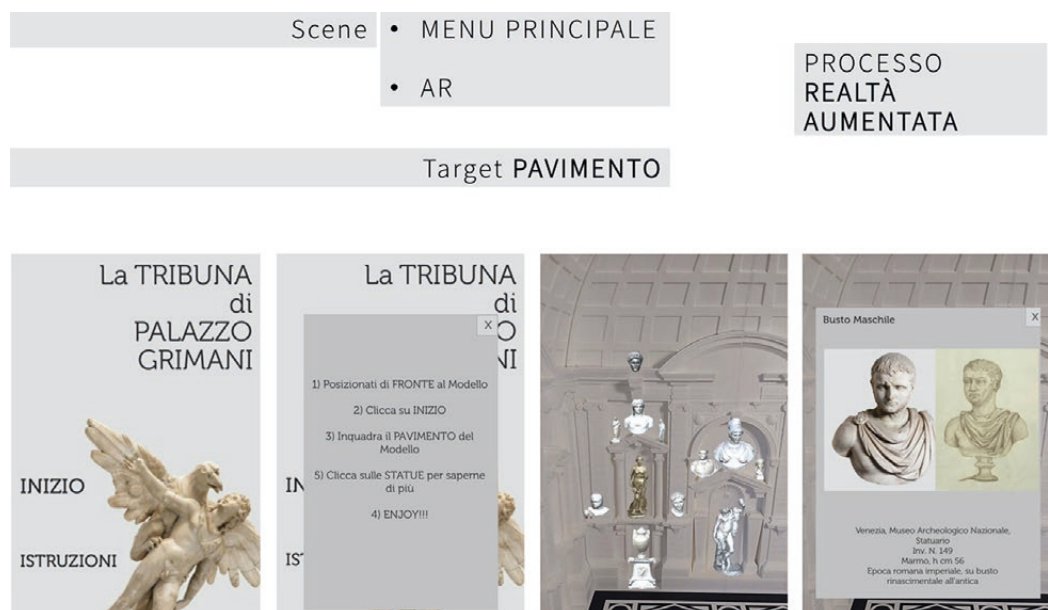 Scene
• MENU PRINCIPALE
• AR
PROCESSO
REALTÀ
AUMENTATA
Target PAVIMENTO
La TRIBUNA
di
PALAZZO
GRIMANI
INIZIO
ISTRUZIONI
La TRIBUNA
di
O
NI
X
1) Posizionati di FRONTE al Modello
2) Clicca su INIZIO
3) Inquadra il PAVIMENTO del
Modello
5) Clicca sulle STATUE per saperne
di più
4) ENJOY!!!
IN
IS
Busto Maschile
X
Venezia, Museo Archeologico Nazionale,
Statuario
Inv. N. 149
Marmo, h cm 56
Epoca romana imperiale, su busto
rinascimentale all'antica